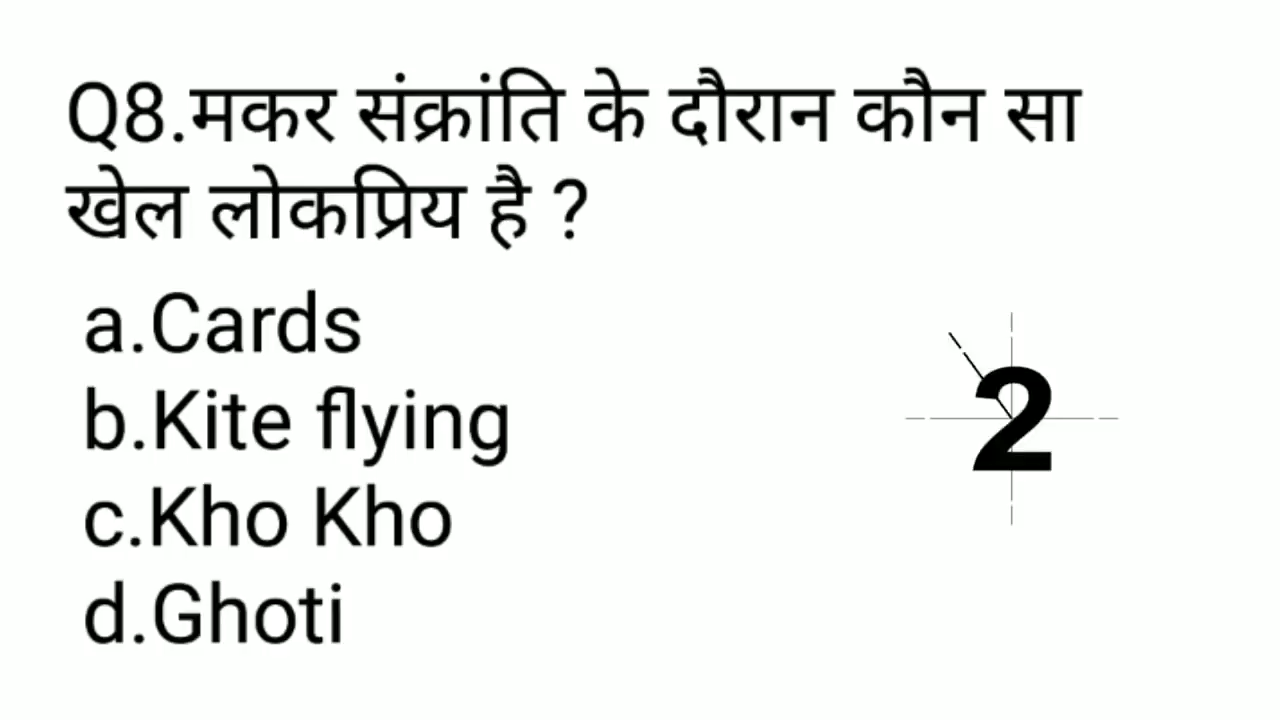 Q8.मकर संक्रांति के दौरान कौन सा
खेल लोकप्रिय है ?
a.Cards
b.Kite flying
c.Kho Kho
d.Ghoti
2